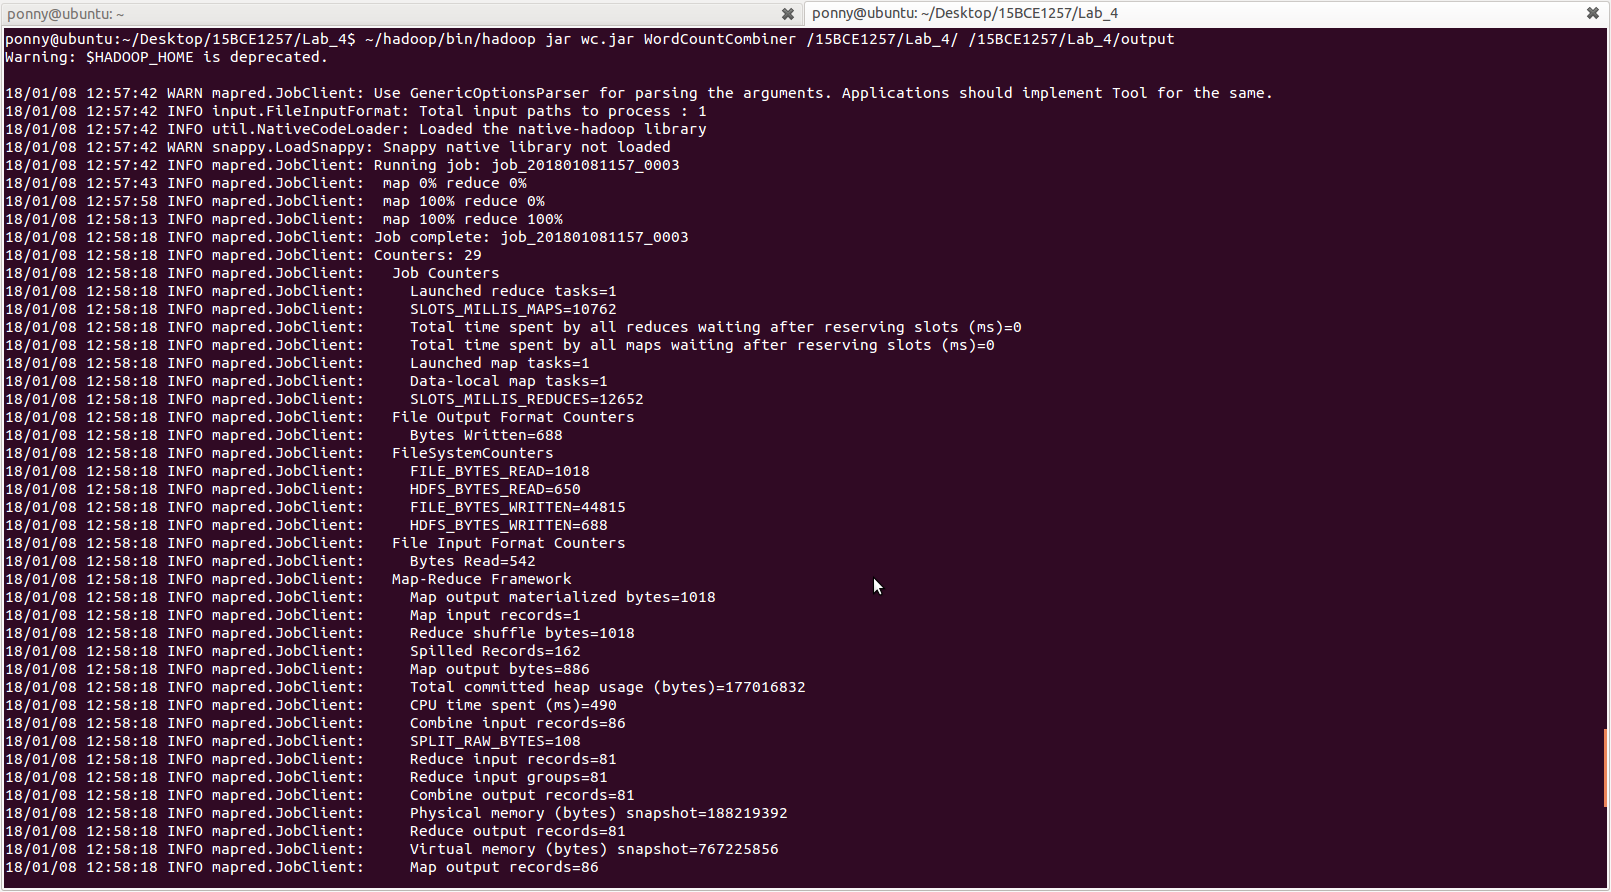 ponny@ubuntu: ~
ponny@ubuntu: ~/Desktop/15BCE1257/Lab_4
ponny@ubuntu:~/Desktop/15BCE1257/Lab_4$ ~/hadoop/bin/hadoop jar wc.jar WordCountCombiner /15BCE1257/Lab_4/ /15BCE1257/Lab_4/output
Warning: $HADOOP_HOME is deprecated.
18/01/08 12:57:42 WARN mapred.JobClient: Use GenericOptionsParser for parsing the arguments. Applications should implement Tool for the same.
18/01/08 12:57:42 INFO input.FileInputFormat: Total input paths to process : 1
18/01/08 12:57:42 INFO util.NativeCodeLoader: Loaded the native-hadoop library
18/01/08 12:57:42 WARN snappy.LoadSnappy: Snappy native library not loaded
18/01/08 12:57:42 INFO mapred.JobClient: Running job: job_201801081157_0003
18/01/08 12:57:43 INFO mapred.JobClient:  map 0% reduce 0%
18/01/08 12:57:58 INFO mapred.JobClient:  map 100% reduce 0%
18/01/08 12:58:13 INFO mapred.JobClient:  map 100% reduce 100%
18/01/08 12:58:18 INFO mapred.JobClient: Job complete: job_201801081157_0003
18/01/08 12:58:18 INFO mapred.JobClient: Counters: 29
18/01/08 12:58:18 INFO mapred.JobClient:   Job Counters
18/01/08 12:58:18 INFO mapred.JobClient:     Launched reduce tasks=1
18/01/08 12:58:18 INFO mapred.JobClient:     SLOTS_MILLIS_MAPS=10762
18/01/08 12:58:18 INFO mapred.JobClient:     Total time spent by all reduces waiting after reserving slots (ms)=0
18/01/08 12:58:18 INFO mapred.JobClient:     Total time spent by all maps waiting after reserving slots (ms)=0
18/01/08 12:58:18 INFO mapred.JobClient:     Launched map tasks=1
18/01/08 12:58:18 INFO mapred.JobClient:     Data-local map tasks=1
18/01/08 12:58:18 INFO mapred.JobClient:     SLOTS_MILLIS_REDUCES=12652
18/01/08 12:58:18 INFO mapred.JobClient:   File Output Format Counters
18/01/08 12:58:18 INFO mapred.JobClient:     Bytes Written=688
18/01/08 12:58:18 INFO mapred.JobClient:   FileSystemCounters
18/01/08 12:58:18 INFO mapred.JobClient:     FILE_BYTES_READ=1018
18/01/08 12:58:18 INFO mapred.JobClient:     HDFS_BYTES_READ=650
18/01/08 12:58:18 INFO mapred.JobClient:     FILE_BYTES_WRITTEN=44815
18/01/08 12:58:18 INFO mapred.JobClient:     HDFS_BYTES_WRITTEN=688
18/01/08 12:58:18 INFO mapred.JobClient:   File Input Format Counters
18/01/08 12:58:18 INFO mapred.JobClient:     Bytes Read=542
18/01/08 12:58:18 INFO mapred.JobClient:   Map-Reduce Framework
18/01/08 12:58:18 INFO mapred.JobClient:     Map output materialized bytes=1018
18/01/08 12:58:18 INFO mapred.JobClient:     Map input records=1
18/01/08 12:58:18 INFO mapred.JobClient:     Reduce shuffle bytes=1018
18/01/08 12:58:18 INFO mapred.JobClient:     Spilled Records=162
18/01/08 12:58:18 INFO mapred.JobClient:     Map output bytes=886
18/01/08 12:58:18 INFO mapred.JobClient:     Total committed heap usage (bytes)=177016832
18/01/08 12:58:18 INFO mapred.JobClient:     CPU time spent (ms)=490
18/01/08 12:58:18 INFO mapred.JobClient:     Combine input records=86
18/01/08 12:58:18 INFO mapred.JobClient:     SPLIT_RAW_BYTES=108
18/01/08 12:58:18 INFO mapred.JobClient:     Reduce input records=81
18/01/08 12:58:18 INFO mapred.JobClient:     Reduce input groups=81
18/01/08 12:58:18 INFO mapred.JobClient:     Combine output records=81
18/01/08 12:58:18 INFO mapred.JobClient:     Physical memory (bytes) snapshot=188219392
18/01/08 12:58:18 INFO mapred.JobClient:     Reduce output records=81
18/01/08 12:58:18 INFO mapred.JobClient:     Virtual memory (bytes) snapshot=767225856
18/01/08 12:58:18 INFO mapred.JobClient:     Map output records=86